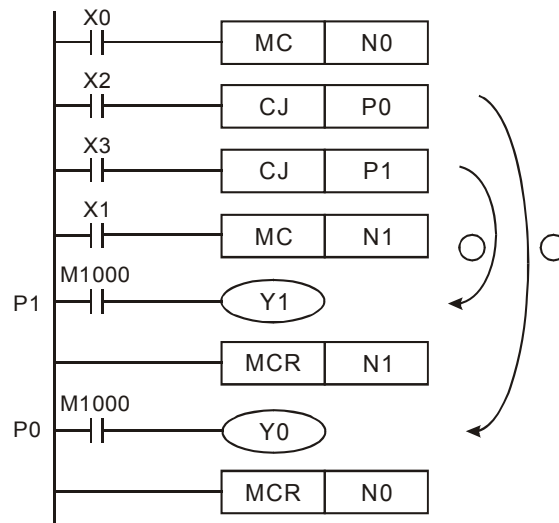 X0
MC N0
X2
CJ P0
X3
CJ P1
X1
MC N1
M1000
P1 Y1
MCR N1
M1000
P0 Y0
MCR N0